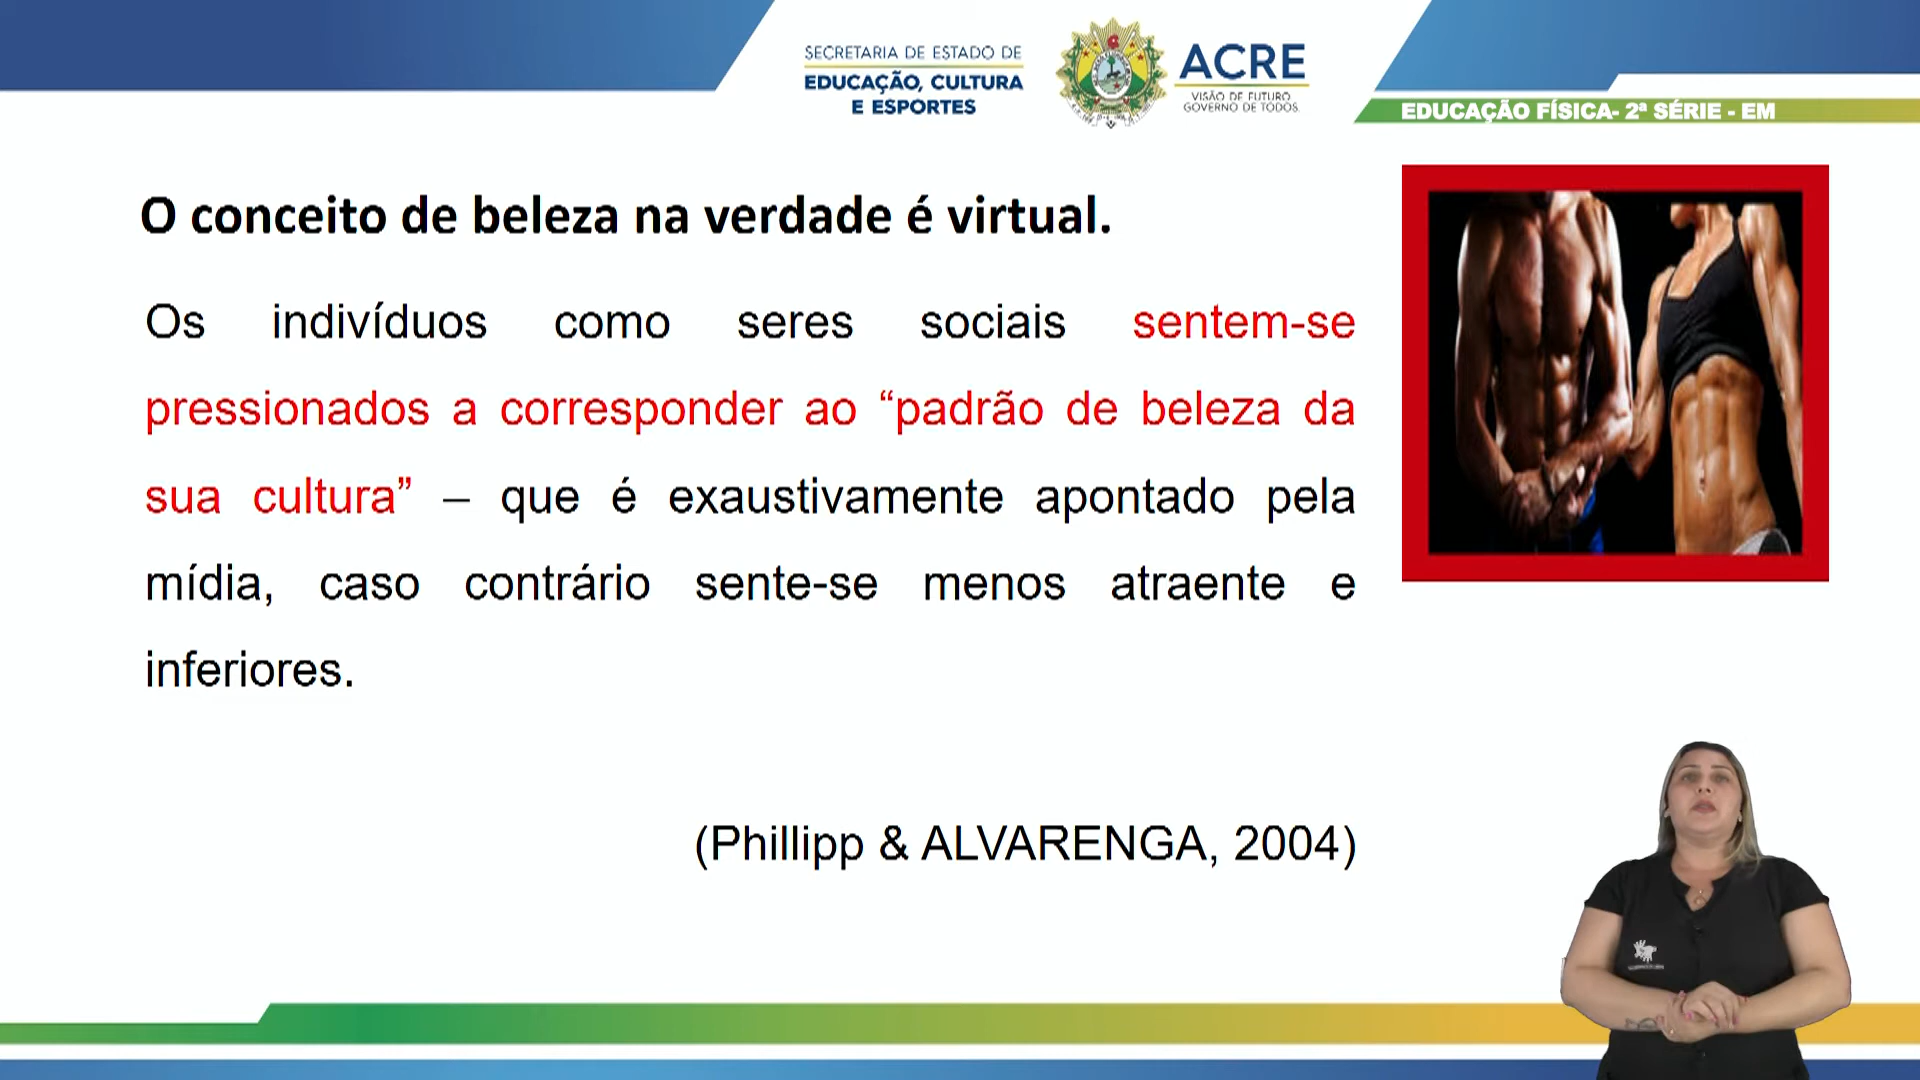 SECRETARIA DE ESTADO DE
EDUCAÇÃO, CULTURA
E ESPORTES
ACRE
VISÃO DE FUTURO
GOVERNO DE TODOS.
EDUCAÇÃO FÍSICA- 2ª SÉRIE - EM
O conceito de beleza na verdade é virtual.
Os indivíduos como seres sociais sentem-se
pressionados a corresponder ao “padrão de beleza da
sua cultura” – que é exaustivamente apontado pela
mídia, caso contrário sente-se menos atraente e
inferiores.
(Phillipp & ALVARENGA, 2004)